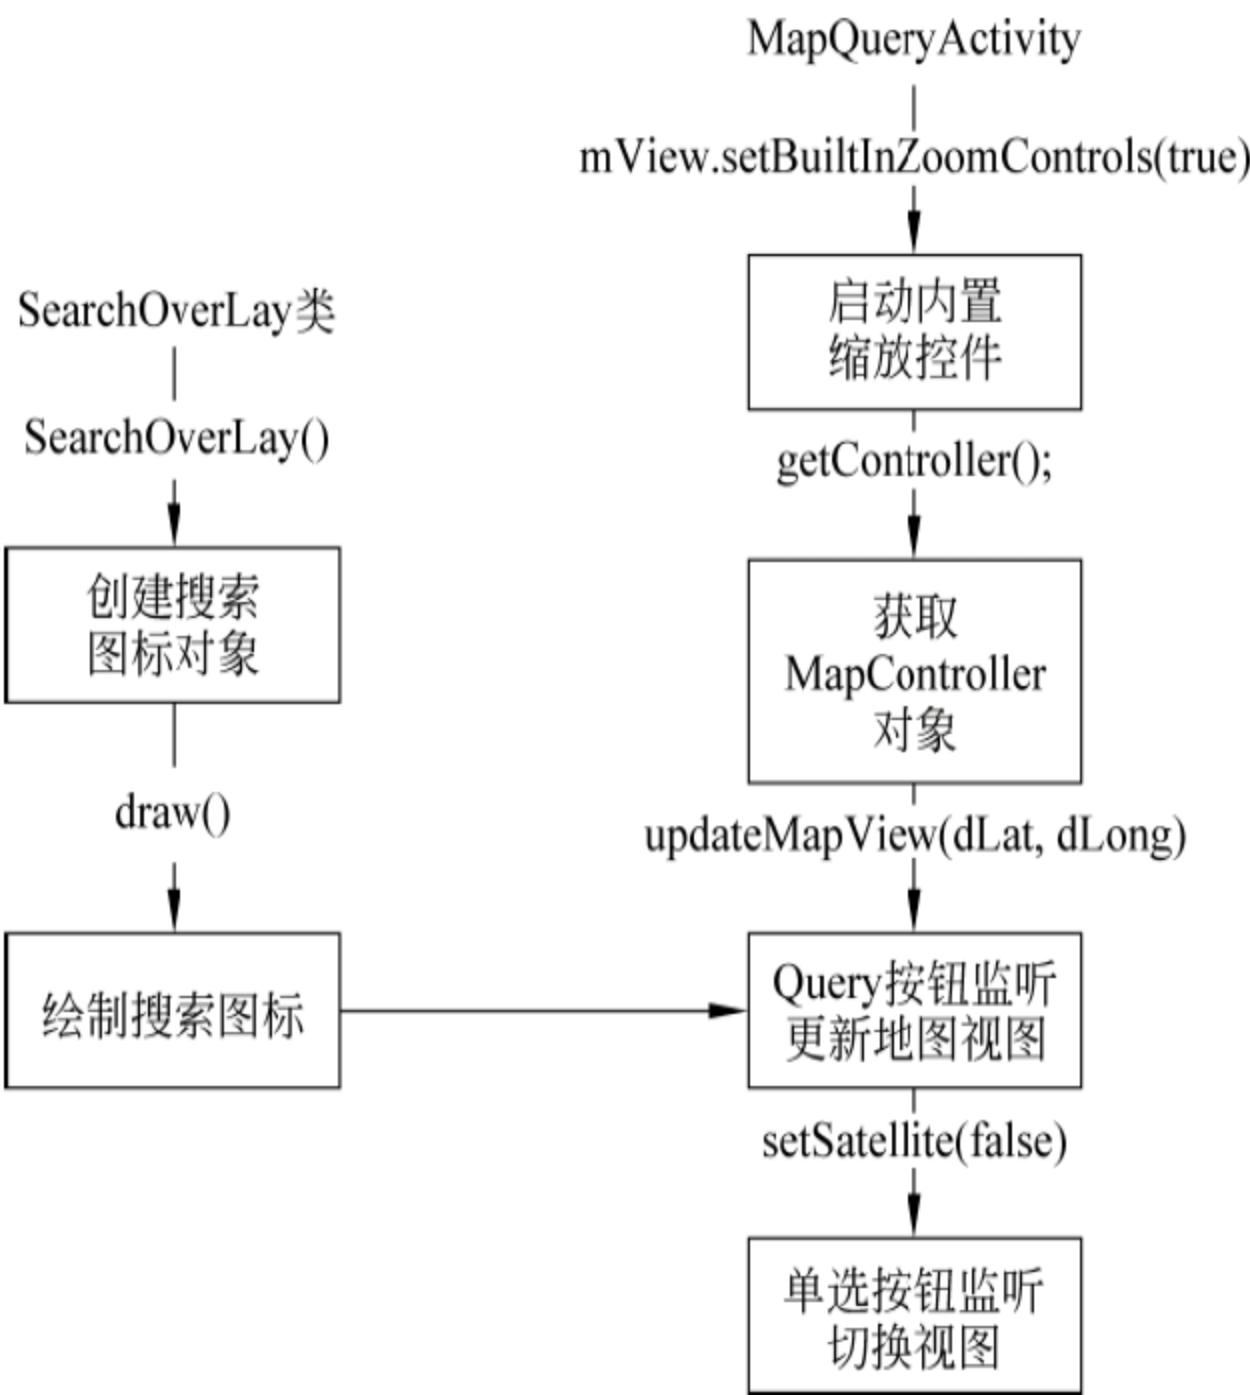 MapQueryActivity
mView.setBuiltInZoomControls(true)
启动内置
缩放控件
getController();
获取
MapController
对象
updateMapView(dLat, dLong)
Query按钮监听
更新地图视图
setSatellite(false)
单选按钮监听
切换视图
SearchOverLay类
SearchOverLay()
创建搜索
图标对象
draw()
绘制搜索图标